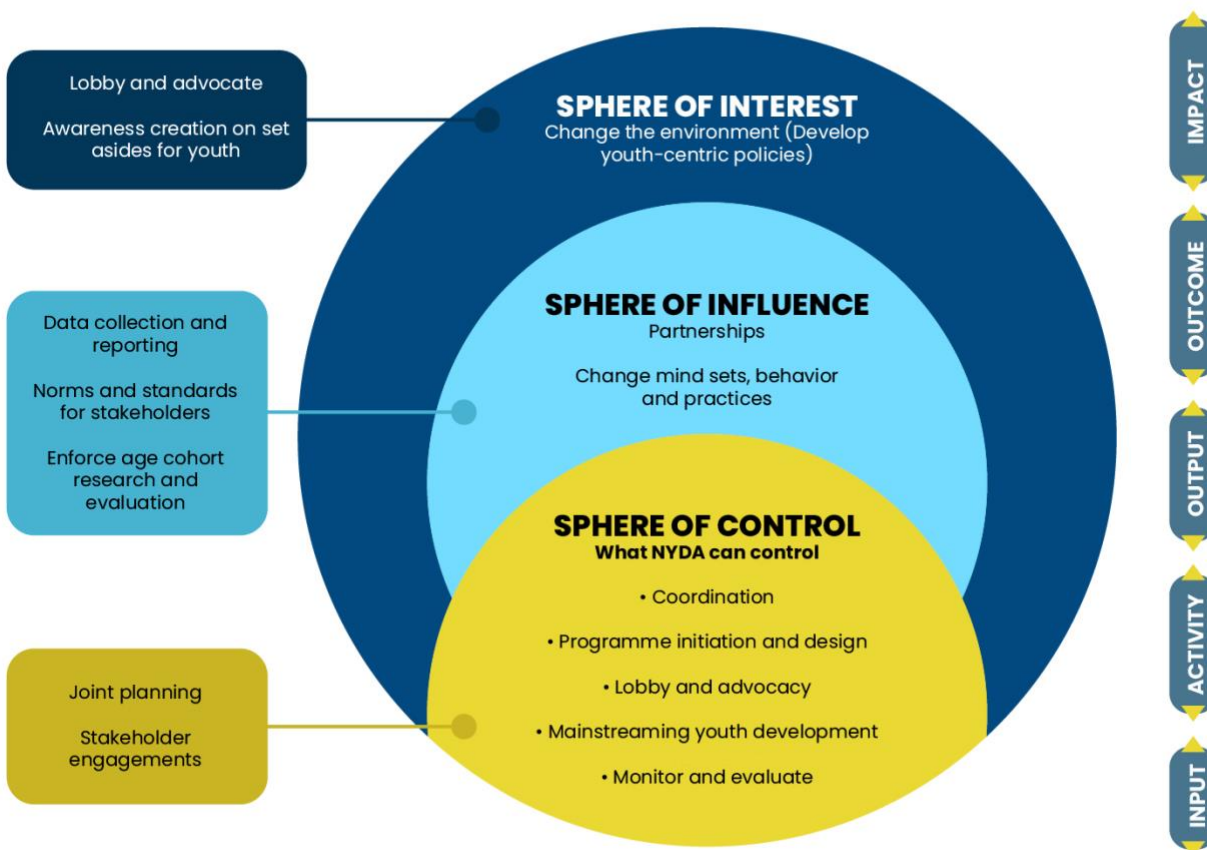 Lobby and advocate
Awareness creation on set
asides for youth
SPHERE OF INTEREST
Change the environment (Develop
youth-centric policies)
Data collection and
reporting
Norms and standards
for stakeholders
Enforce age cohort
research and
evaluation
SPHERE OF INFLUENCE
Partnerships
Change mind sets, behavior
and practices
Joint planning
Stakeholder
engagements
SPHERE OF CONTROL
What NYDA can control
• Coordination
• Programme initiation and design
• Lobby and advocacy
• Mainstreaming youth development
• Monitor and evaluate
IMPACT
OUTCOME
OUTPUT
ACTIVITY
INPUT